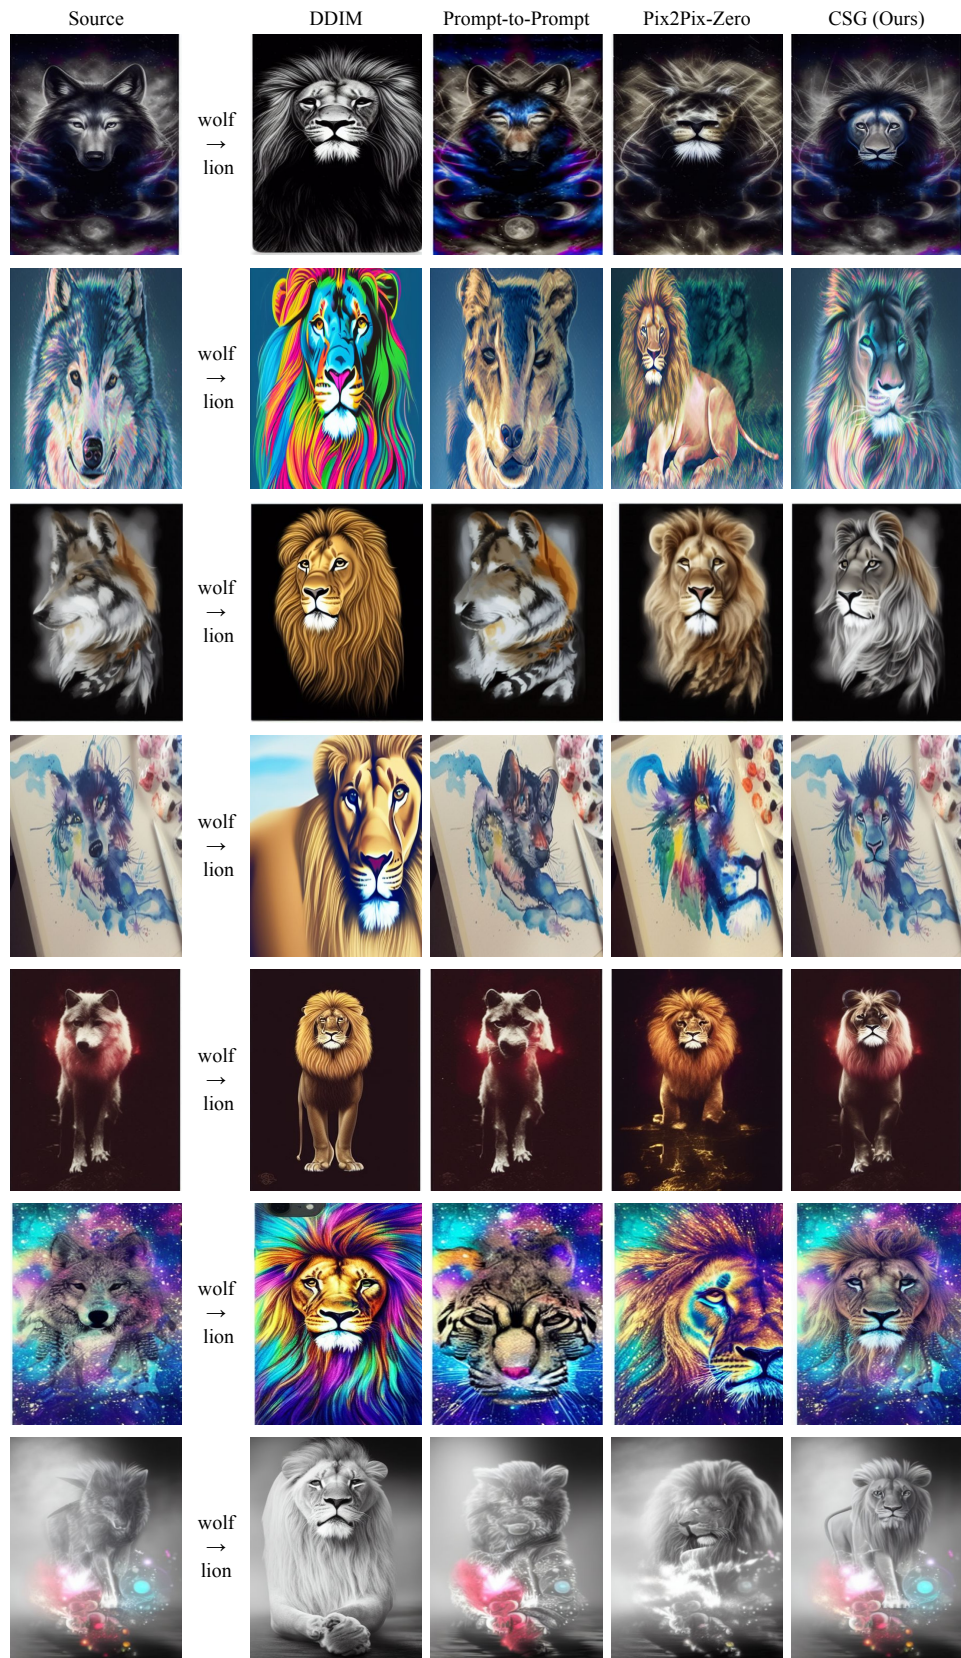 Source DDIM Prompt-to-Prompt Pix2Pix-Zero CSG (Ours)
wolf
→
lion
wolf
→
lion
wolf
→
lion
wolf
→
lion
wolf
→
lion
wolf
→
lion
wolf
→
lion